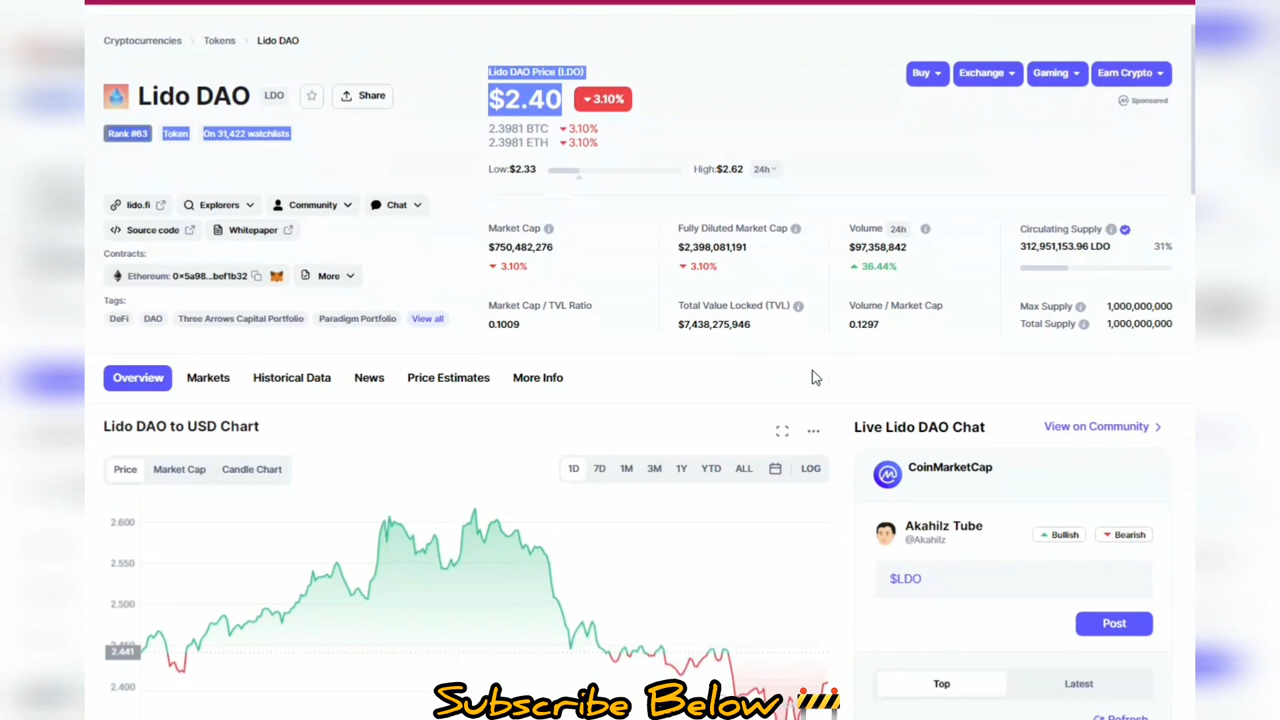 Cryptocurrencies > Tokens > Lido DAO
Lido DAO LDO Share
Rank #63 Token On 31,422 watchlists
lido.fi Explorers Community Chat
Source code Whitepaper
Contracts:
Ethereum: 0x5a98...bef1b32 More
Tags:
DeFi DAO Three Arrows Capital Portfolio Paradigm Portfolio View all
Lido DAO Price (LDO)
$2.40 3.10%
2.3981 BTC 3.10%
2.3981 ETH 3.10%
Low:$2.33 High:$2.62 24h
Buy Exchange Gaming Earn Crypto
Sponsored
Market Cap
$750,482,276
3.10%
Fully Diluted Market Cap
$2,398,081,191
3.10%
Volume 24h
$97,358,842
36.44%
Circulating Supply
312,951,153.96 LDO 31%
Market Cap / TVL Ratio
0.1009
Total Value Locked (TVL)
$7,438,275,946
Volume / Market Cap
0.1297
Max Supply 1,000,000,000
Total Supply 1,000,000,000
Overview Markets Historical Data News Price Estimates More Info
Lido DAO to USD Chart
Price Market Cap Candle Chart
1D 7D 1M 3M 1Y YTD ALL LOG
2.600
2.550
2.500
2.441
2.400
Live Lido DAO Chat View on Community >
CoinMarketCap
Akahilz Tube
@Akahilz
Bullish Bearish
$LDO
Post
Top Latest
Refresh
Subscribe Below